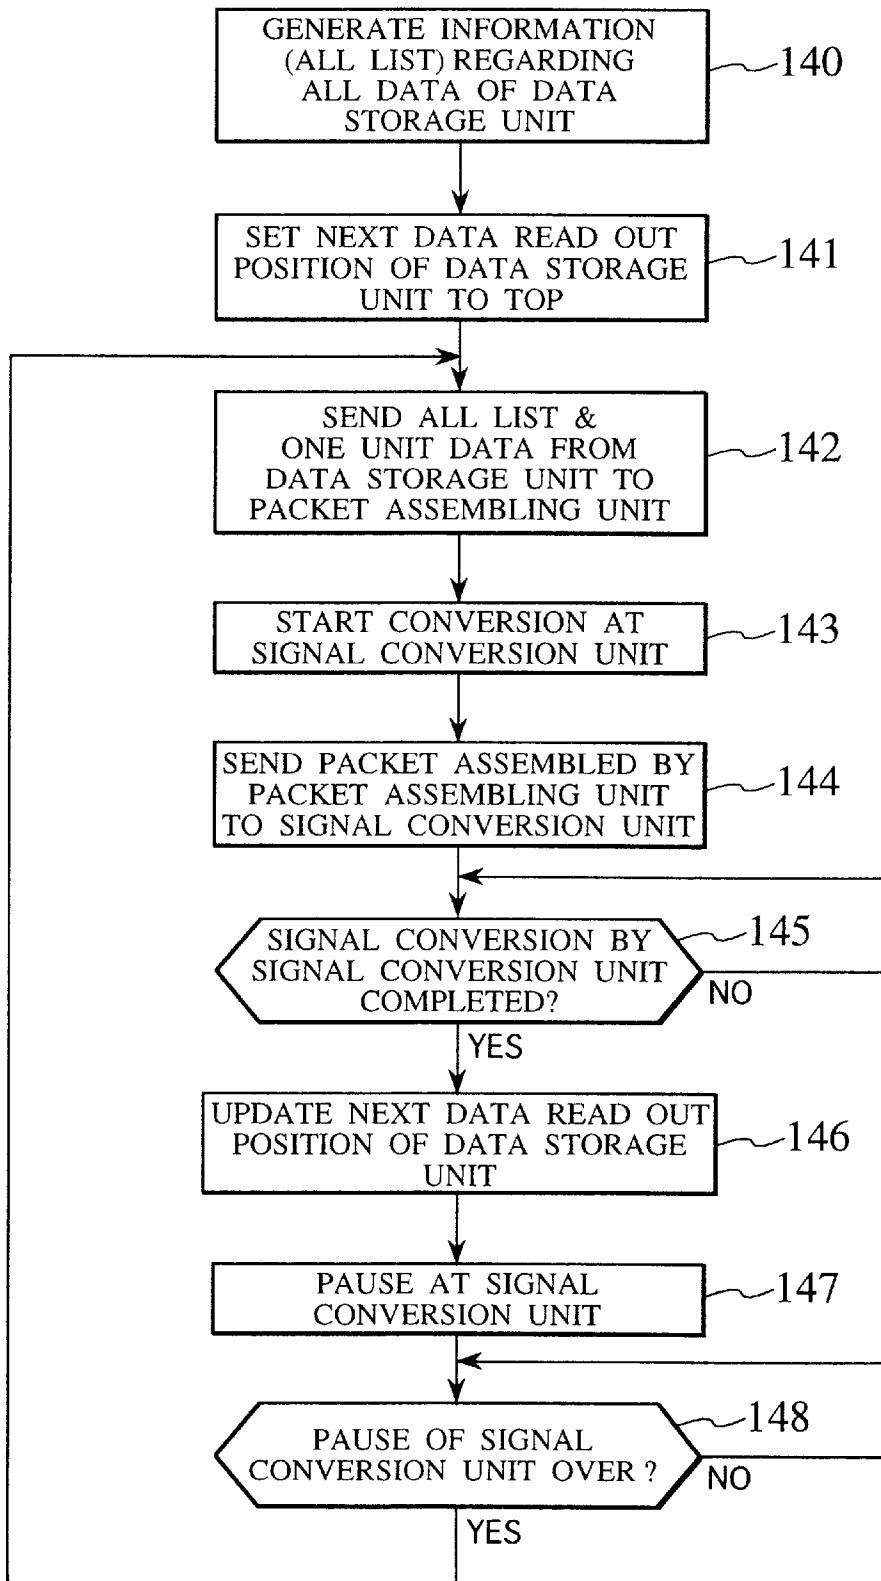 GENERATE INFORMATION
(ALL LIST) REGARDING
ALL DATA OF DATA
STORAGE UNIT
140
SET NEXT DATA READ OUT
POSITION OF DATA STORAGE
UNIT TO TOP
141
SEND ALL LIST &
ONE UNIT DATA FROM
DATA STORAGE UNIT TO
PACKET ASSEMBLING UNIT
142
START CONVERSION AT
SIGNAL CONVERSION UNIT
143
SEND PACKET ASSEMBLED BY
PACKET ASSEMBLING UNIT
TO SIGNAL CONVERSION UNIT
144
SIGNAL CONVERSION BY
SIGNAL CONVERSION UNIT
COMPLETED?
145
NO
YES
UPDATE NEXT DATA READ OUT
POSITION OF DATA STORAGE
UNIT
146
PAUSE AT SIGNAL
CONVERSION UNIT
147
PAUSE OF SIGNAL
CONVERSION UNIT OVER ?
148
NO
YES